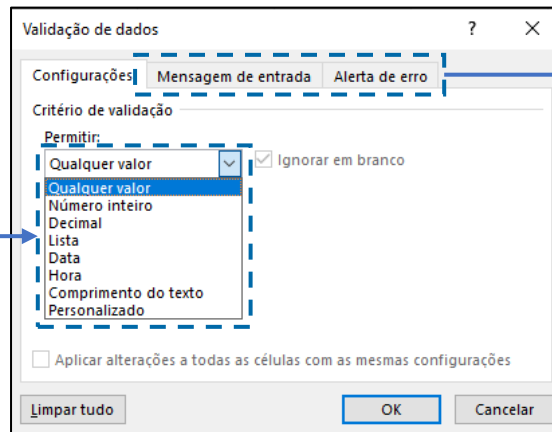 Validação de dados ? ×
Configurações Mensagem de entrada Alerta de erro
Critério de validação
Permitir:
Qualquer valor Ignorar em branco
Qualquer valor
Número inteiro
Decimal
Lista
Data
Hora
Comprimento do texto
Personalizado
Aplicar alterações a todas as células com as mesmas configurações
Limpar tudo OK Cancelar